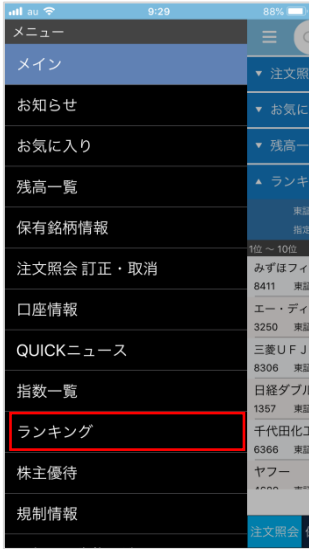 au 9:29 88%
メニュー
メイン
お知らせ
お気に入り
残高一覧
保有銘柄情報
注文照会 訂正・取消
口座情報
QUICKニュース
指数一覧
ランキング
株主優待
規制情報
▼ 注文照
▼ お気に
▼ 残高一
▲ ランキ
東証
指定
1位 ~ 10位
みずほフィ
8411 東証
エー・ディ
3250 東証
三菱UFJ
8306 東証
日経ダブル
1357 東証
千代田化工
6366 東証
ヤフー
注文照会